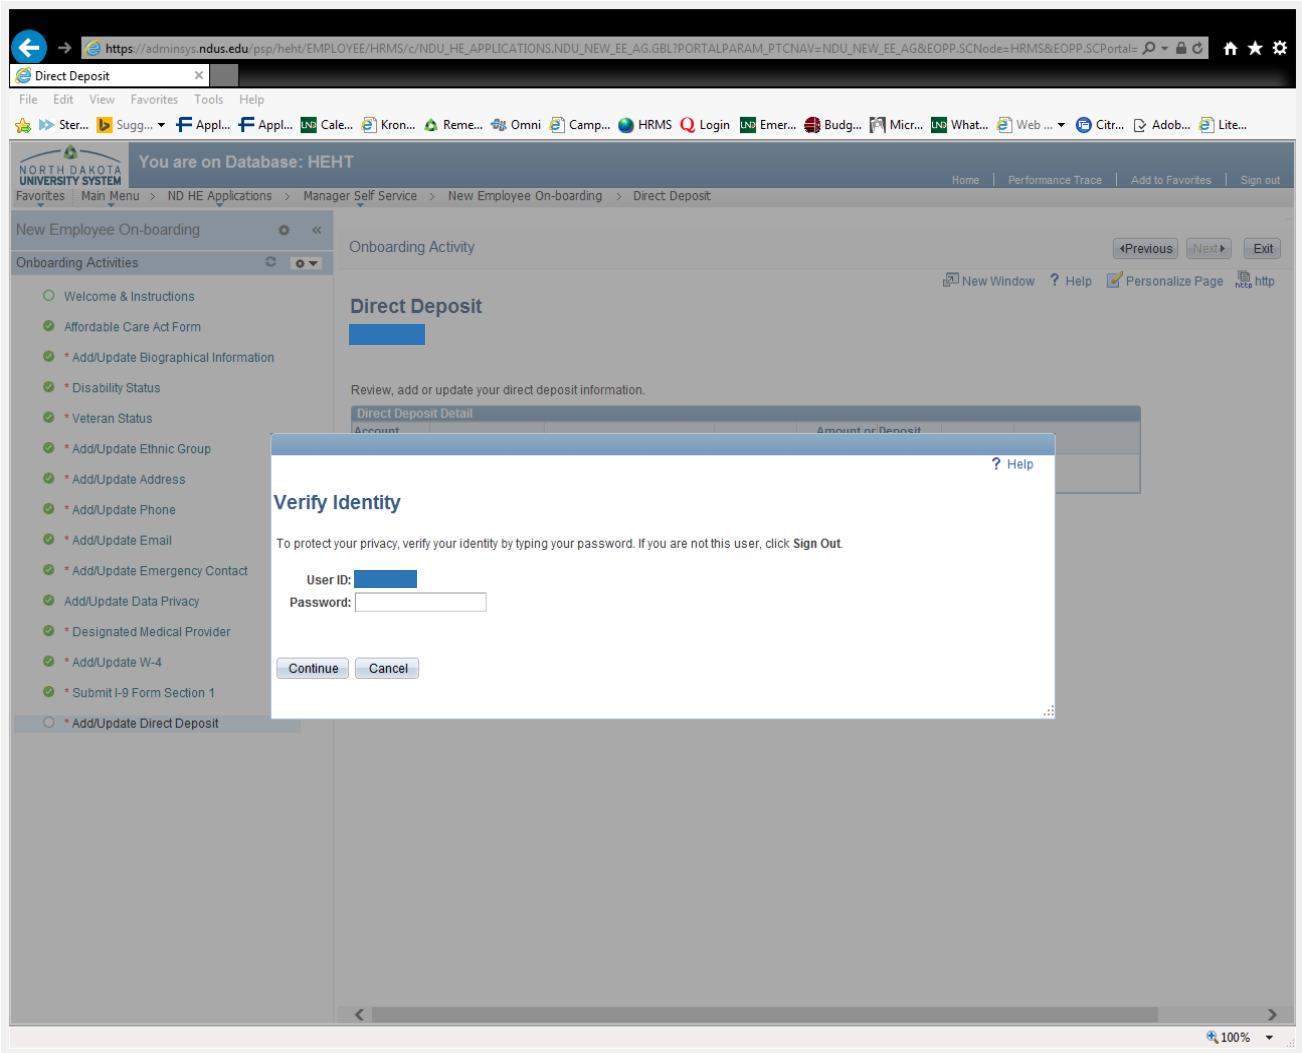 https://adminsys.ndus.edu/psp/heht/EMPLOYEE/HRMS/c/NDU_HE_APPLICATIONS.NDU_NEW_EE_AG.GBL?PORTALPARAM_PTCNAV=NDU_NEW_EE_AG&EOPP.SCNode=HRMS&EOPP.SCPortal=
Direct Deposit
File Edit View Favorites Tools Help
Ster... Sugg... Appl... Appl... UND Cale... Kron... Reme... Omni Camp... HRMS Login UND Emer... Budg... Micr... UND What... Web ... Citr... Adob... Lite...
NORTH DAKOTA
UNIVERSITY SYSTEM
You are on Database: HEHT
Home | Performance Trace | Add to Favorites | Sign out
Favorites Main Menu > ND HE Applications > Manager Self Service > New Employee On-boarding > Direct Deposit
New Employee On-boarding «
Onboarding Activities
Welcome & Instructions
Affordable Care Act Form
* Add/Update Biographical Information
* Disability Status
* Veteran Status
* Add/Update Ethnic Group
* Add/Update Address
* Add/Update Phone
* Add/Update Email
* Add/Update Emergency Contact
Add/Update Data Privacy
* Designated Medical Provider
* Add/Update W-4
* Submit I-9 Form Section 1
* Add/Update Direct Deposit
Onboarding Activity
Previous Next Exit
New Window ? Help Personalize Page http
Direct Deposit
Review, add or update your direct deposit information.
Direct Deposit Detail
Account Amount or Deposit
? Help
Verify Identity
To protect your privacy, verify your identity by typing your password. If you are not this user, click Sign Out.
User ID:
Password:
Continue Cancel
100%